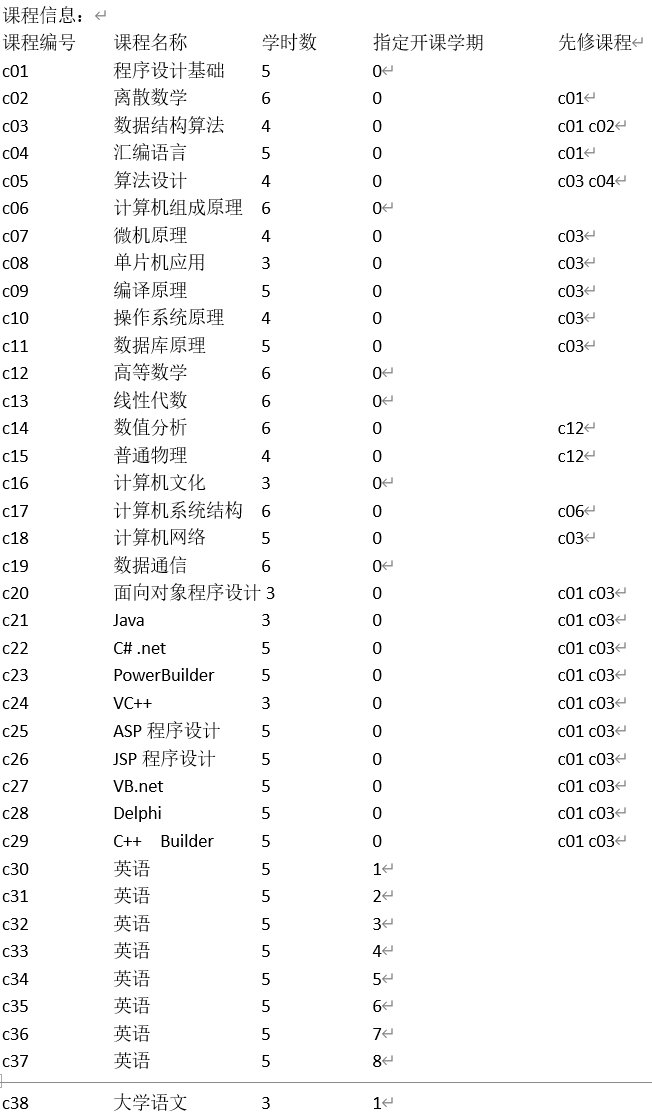 课程信息：
课程编号 课程名称 学时数 指定开课学期 先修课程
c01 程序设计基础 5 0
c02 离散数学 6 0 c01
c03 数据结构算法 4 0 c01 c02
c04 汇编语言 5 0 c01
c05 算法设计 4 0 c03 c04
c06 计算机组成原理 6 0
c07 微机原理 4 0 c03
c08 单片机应用 3 0 c03
c09 编译原理 5 0 c03
c10 操作系统原理 4 0 c03
c11 数据库原理 5 0 c03
c12 高等数学 6 0
c13 线性代数 6 0
c14 数值分析 6 0 c12
c15 普通物理 4 0 c12
c16 计算机文化 3 0
c17 计算机系统结构 6 0 c06
c18 计算机网络 5 0 c03
c19 数据通信 6 0
c20 面向对象程序设计 3 0 c01 c03
c21 Java 3 0 c01 c03
c22 C# .net 5 0 c01 c03
c23 PowerBuilder 5 0 c01 c03
c24 VC++ 3 0 c01 c03
c25 ASP 程序设计 5 0 c01 c03
c26 JSP 程序设计 5 0 c01 c03
c27 VB.net 5 0 c01 c03
c28 Delphi 5 0 c01 c03
c29 C++ Builder 5 0 c01 c03
c30 英语 5 1
c31 英语 5 2
c32 英语 5 3
c33 英语 5 4
c34 英语 5 5
c35 英语 5 6
c36 英语 5 7
c37 英语 5 8
c38 大学语文 3 1